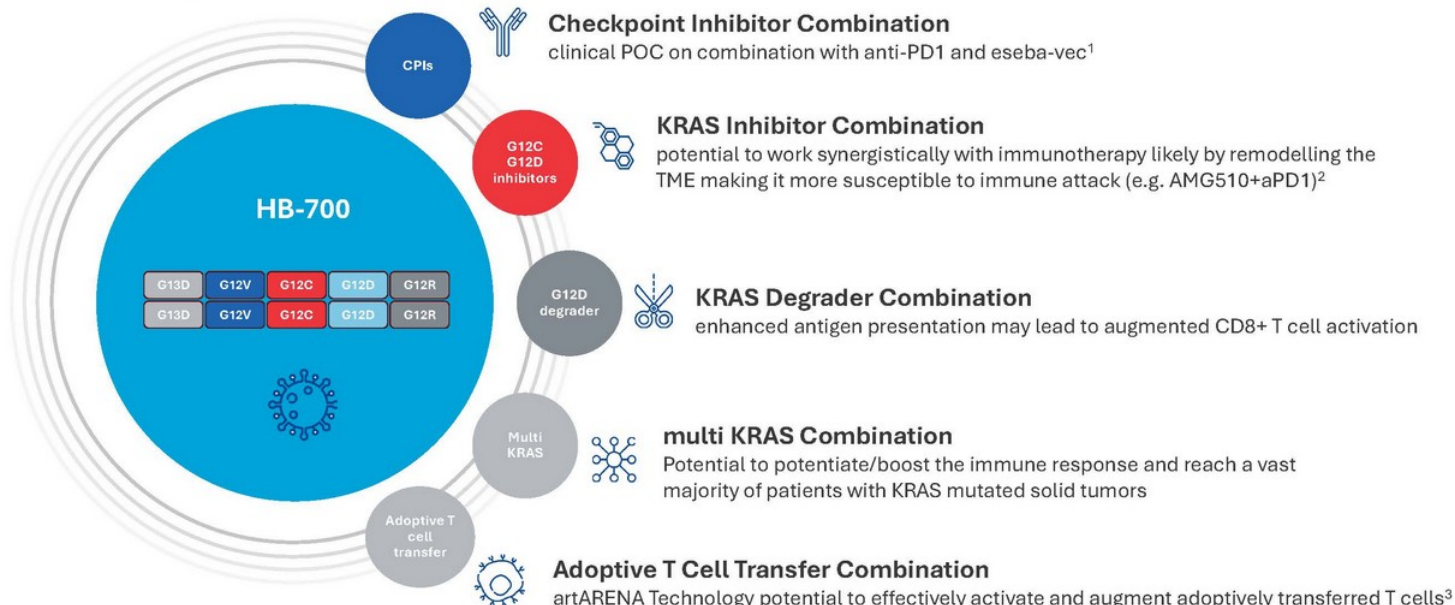 CPIs
Checkpoint Inhibitor Combination
clinical POC on combination with anti-PD1 and eseba-vec¹
G12C
G12D
inhibitors
KRAS Inhibitor Combination
potential to work synergistically with immunotherapy likely by remodelling the
TME making it more susceptible to immune attack (e.g. AMG510+aPD1)²
HB-700
G13D G12V G12C G12D G12R
G13D G12V G12C G12D G12R
G12D
degrader
KRAS Degrader Combination
enhanced antigen presentation may lead to augmented CD8+ T cell activation
Multi
KRAS
multi KRAS Combination
Potential to potentiate/boost the immune response and reach a vast
majority of patients with KRAS mutated solid tumors
Adoptive T
cell
transfer
Adoptive T Cell Transfer Combination
artARENA Technology potential to effectively activate and augment adoptively transferred T cells³